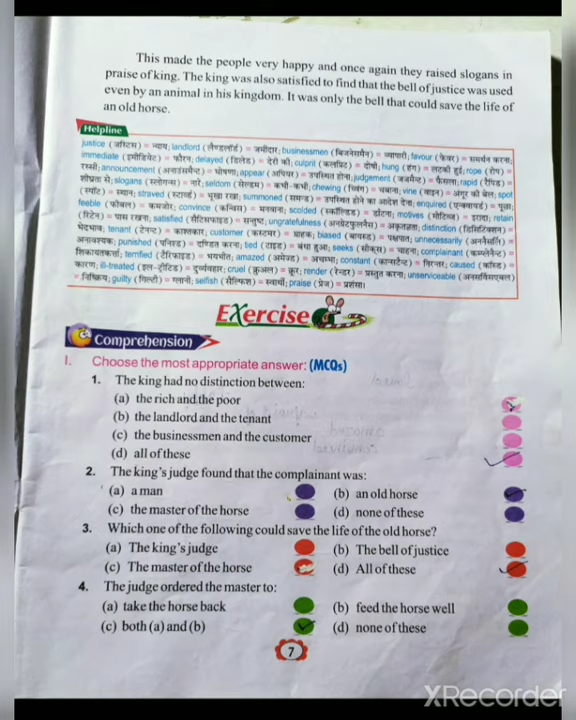 This made the people very happy and once again they raised slogans in
praise of king. The king was also satisfied to find that the bell of justice was used
even by an animal in his kingdom. It was only the bell that could save the life of
an old horse.
Helpline
justice (जस्टिस) = न्याय; landlord (लैण्डलॉर्ड) = जमींदार; businessmen (बिजनेसमैन) = व्यापारी; favour (फेवर) = समर्थन करना;
immediate (इमीडियेट) = फौरन; delayed (डिलेड) = देरी की; culprit (कलप्रिट) = दोषी; hung (हंग) = लटकी हुई; rope (रोप) =
रस्सी; announcement (अनाउंसमेन्ट) = घोषणा; appear (अपियर) = उपस्थित होना; judgement (जजमेन्ट) = फैसला; rapid (रैपिड) =
शीघ्रता से; slogans (स्लोगन्स) = नारे; seldom (सेल्डम) = कभी-कभी; chewing (च्विंग) = चबाना; vine (वाइन) = अंगूर की बेल; spot
(स्पॉट) = स्थान; straved (स्टार्व्ड) = भूखा रखा; summoned (समन्ड) = उपस्थित होने का आदेश देना; enquired (एन्क्वायर्ड) = पूछा;
feeble (फीबल) = कमजोर; convince (कन्विंस) = मनवाना; scolded (स्कॉल्डिड) = डाँटना; motives (मोटिव्ज) = इरादा; retain
(रिटेन) = पास रखना; satisfied (सैटिसफाइड) = सन्तुष्ट; ungratefulness (अनग्रेटफुलनैस) = अकृतज्ञता; distinction (डिस्टिंक्शन) =
भेदभाव; tenant (टेनन्ट) = काश्तकार; customer (कस्टमर) = ग्राहक; biased (बायस्ड) = पक्षपात; unnecessarily (अननैसर्लि) =
अनावश्यक; punished (पनिश्ड) = दण्डित करना; tied (टाइड) = बंधा हुआ; seeks (सीक्स) = चाहना; complainant (कम्प्लेनैन्ट) =
शिकायतकर्ता; terrified (टैरिफाइड) = भयभीत; amazed (अमेज्ड) = अचम्भा; constant (कान्सटैन्ट) = निरन्तर; caused (कॉस्ड) =
कारण; ill-treated (इल-ट्रीटिड) = दुर्व्यवहार; cruel (क्रुअल) = क्रूर; render (रेन्डर) = प्रस्तुत करना; unserviceable (अनसर्विसएबल)
= निष्क्रिय; guilty (गिल्टी) = ग्लानी; selfish (सैल्फिश) = स्वार्थी; praise (प्रेज) = प्रशंसा।
EXercise
Comprehension
I. Choose the most appropriate answer: (MCQs)
1. The king had no distinction between:
(a) the rich and the poor
(b) the landlord and the tenant
(c) the businessmen and the customer
(d) all of these
2. The king's judge found that the complainant was:
(a) a man (b) an old horse
(c) the master of the horse (d) none of these
3. Which one of the following could save the life of the old horse?
(a) The king's judge (b) The bell of justice
(c) The master of the horse (d) All of these
4. The judge ordered the master to:
(a) take the horse back (b) feed the horse well
(c) both (a) and (b) (d) none of these
7
XRecorder